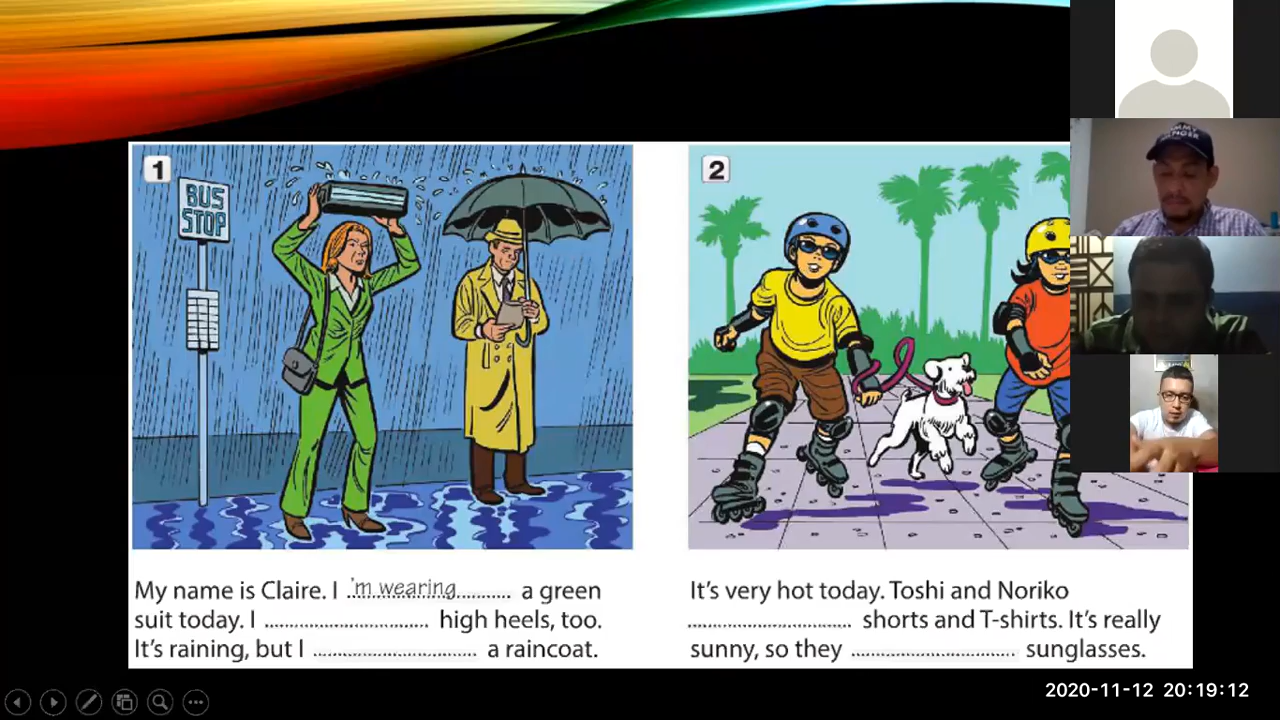 1
BUS
STOP
2
My name is Claire. I 'm wearing a green
suit today. I ........ high heels, too.
It's raining, but I ........ a raincoat.
It's very hot today. Toshi and Noriko
........ shorts and T-shirts. It's really
sunny, so they ........ sunglasses.
2020-11-12 20:19:12